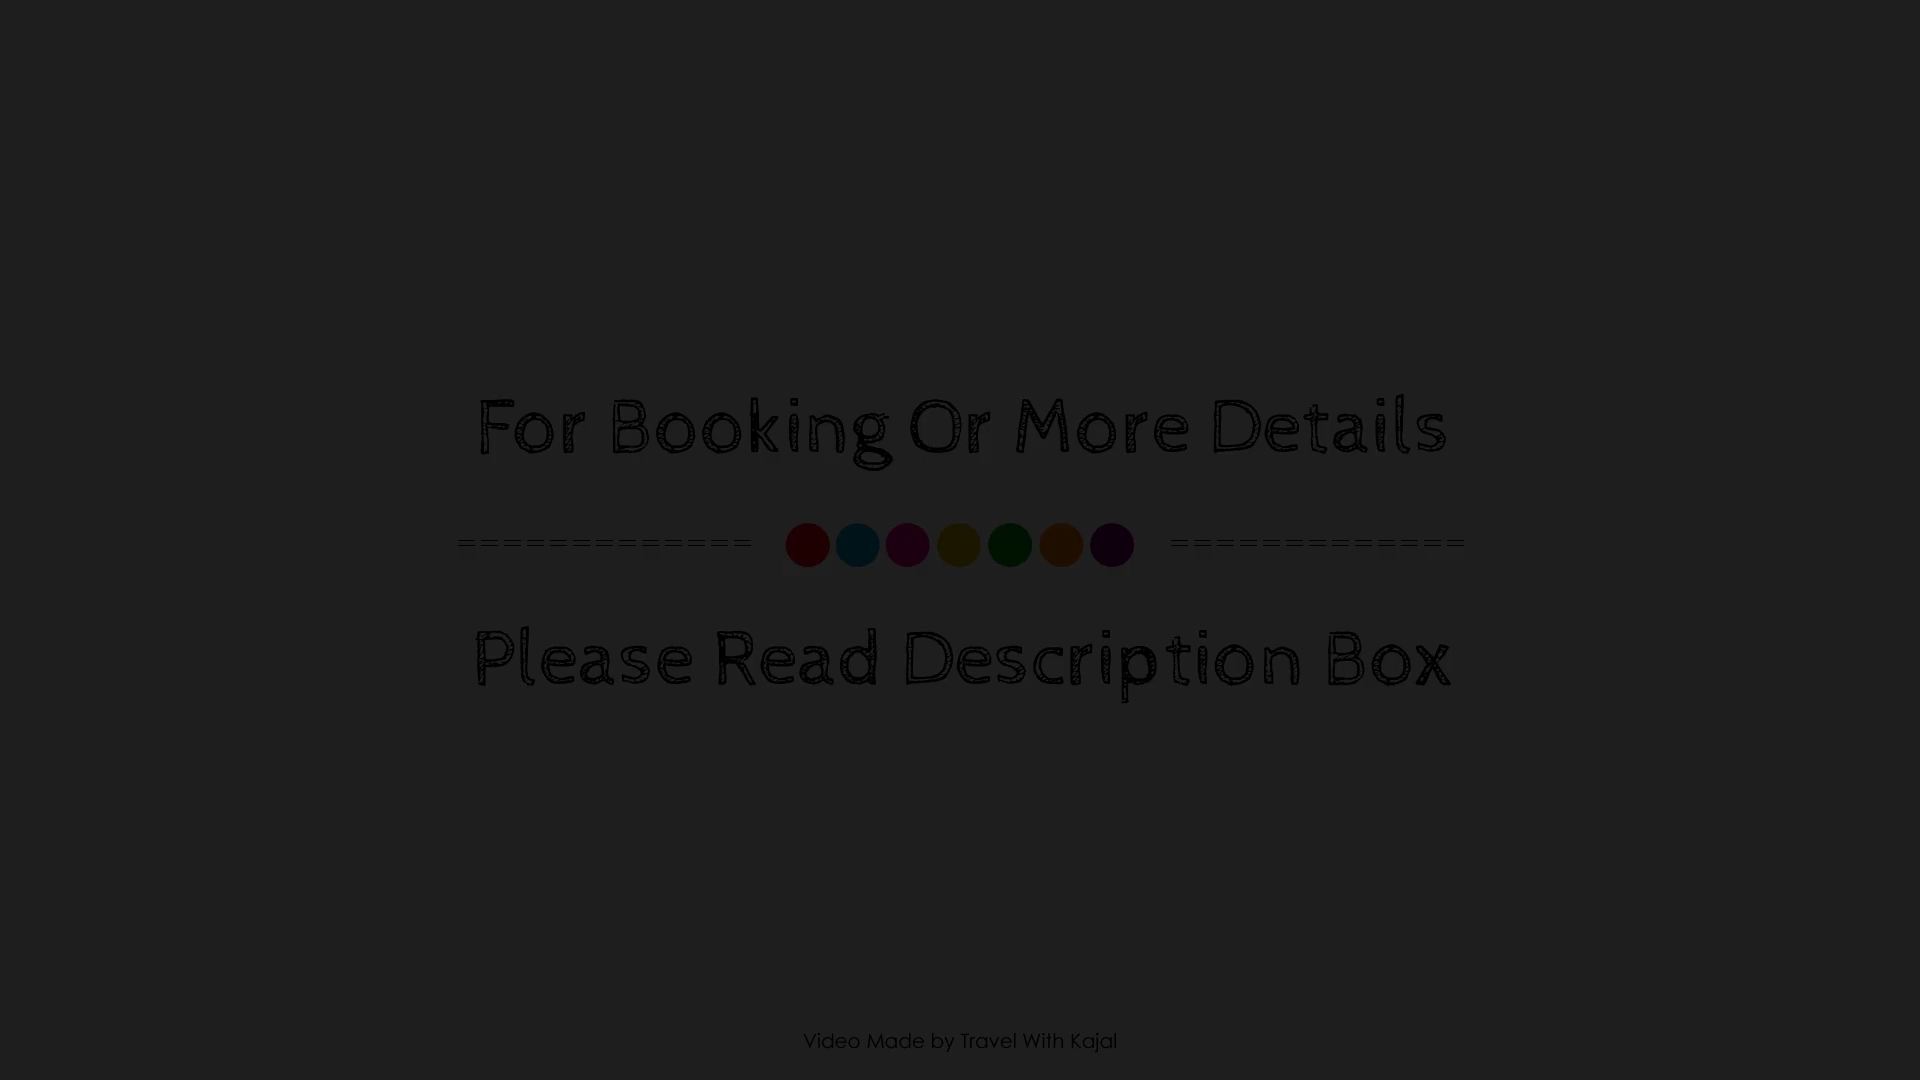 For Booking Or More Details
============= =============
Please Read Description Box
Video Made by Travel With Kajal